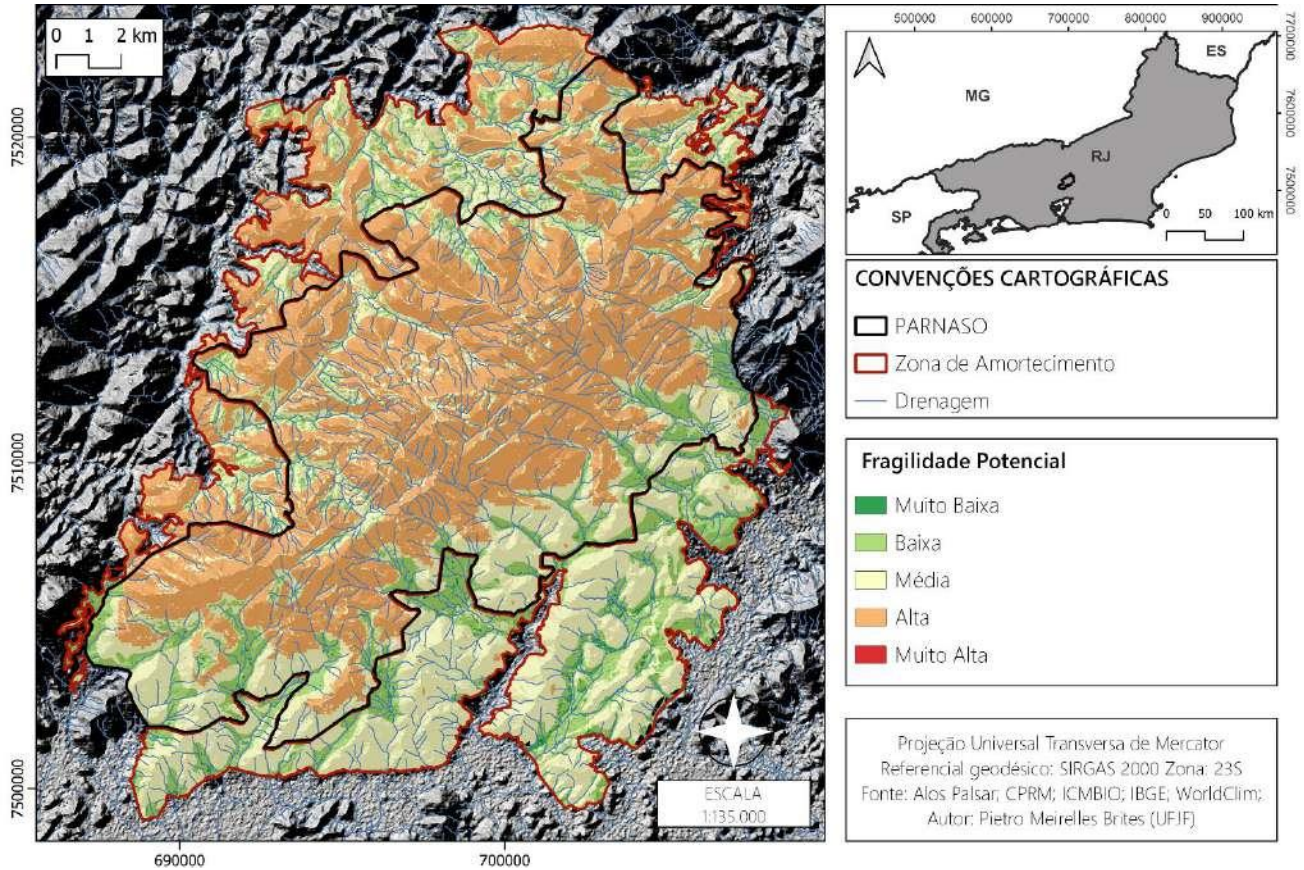 0 1 2 km
7520000
7510000
7500000
690000
700000
ESCALA
1:135.000
500000 600000 700000 800000 900000
7700000
7600000
7500000
MG
ES
RJ
SP
0 50 100 km
CONVENÇÕES CARTOGRÁFICAS
PARNASO
Zona de Amortecimento
Drenagem
Fragilidade Potencial
Muito Baixa
Baixa
Média
Alta
Muito Alta
Projeção Universal Transversa de Mercator
Referencial geodésico: SIRGAS 2000 Zona: 23S
Fonte: Alos Palsar; CPRM; ICMBIO; IBGE; WorldClim;
Autor: Pietro Meirelles Brites (UFJF)